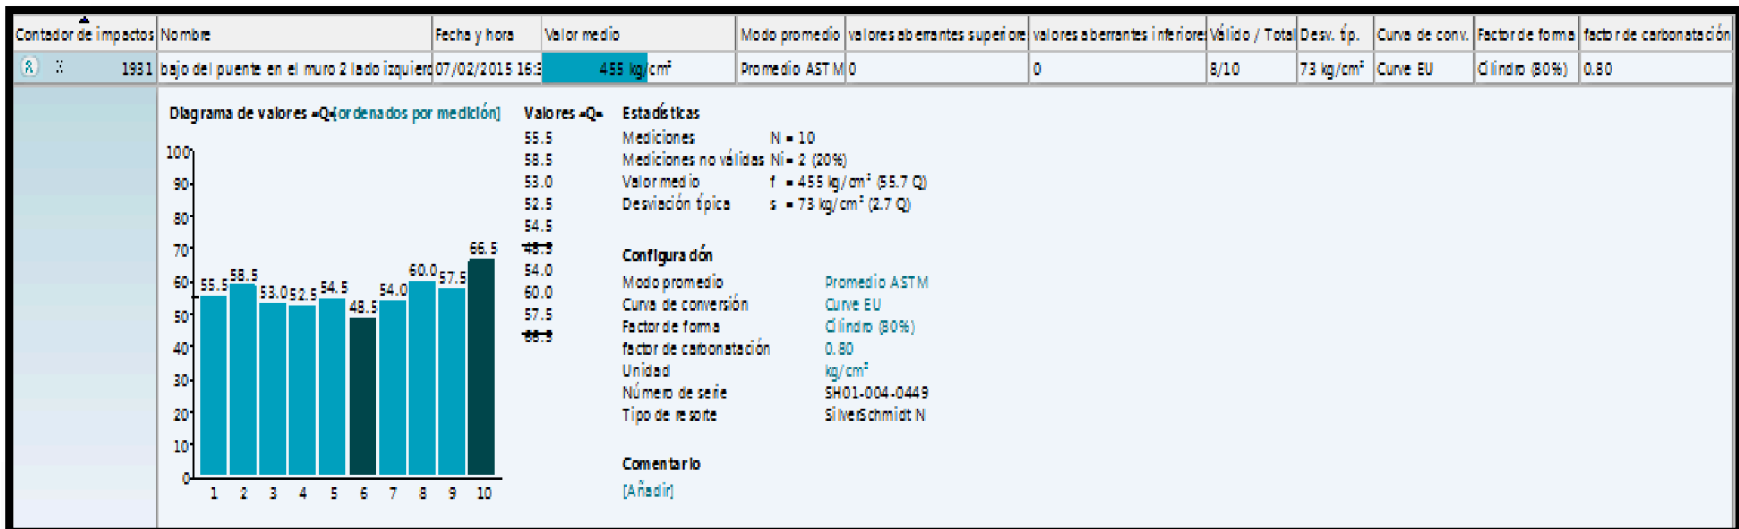 Contador de impactos Nombre Fecha y hora Valor medio Modo promedio valores aberrantes superiore valores aberrantes inferiore Válido / Total Desv. típ. Curva de conv. Factor de forma factor de carbonatación
1931 bajo del puente en el muro 2 lado izquierd 07/02/2015 16:3 455 kg/cm² Promedio ASTM 0 0 8/10 73 kg/cm² Curve EU Cilindro (80%) 0.80
Diagrama de valores «Q» [ordenados por medición]
100
90
80
70
60
50
40
30
20
10
0
55.5 58.5 53.0 52.5 54.5 48.5 54.0 60.0 57.5 66.5
1 2 3 4 5 6 7 8 9 10
Valores «Q»
55.5
58.5
53.0
52.5
54.5
48.5
54.0
60.0
57.5
66.5
Estadísticas
Mediciones N = 10
Mediciones no válidas Ni = 2 (20%)
Valor medio f = 455 kg/cm² (55.7 Q)
Desviación típica s = 73 kg/cm² (2.7 Q)
Configuración
Modo promedio Promedio ASTM
Curva de conversión Curve EU
Factor de forma Cilindro (80%)
factor de carbonatación 0.80
Unidad kg/cm²
Número de serie SH01-004-0449
Tipo de resorte SilverSchmidt N
Comentario
[Añadir]